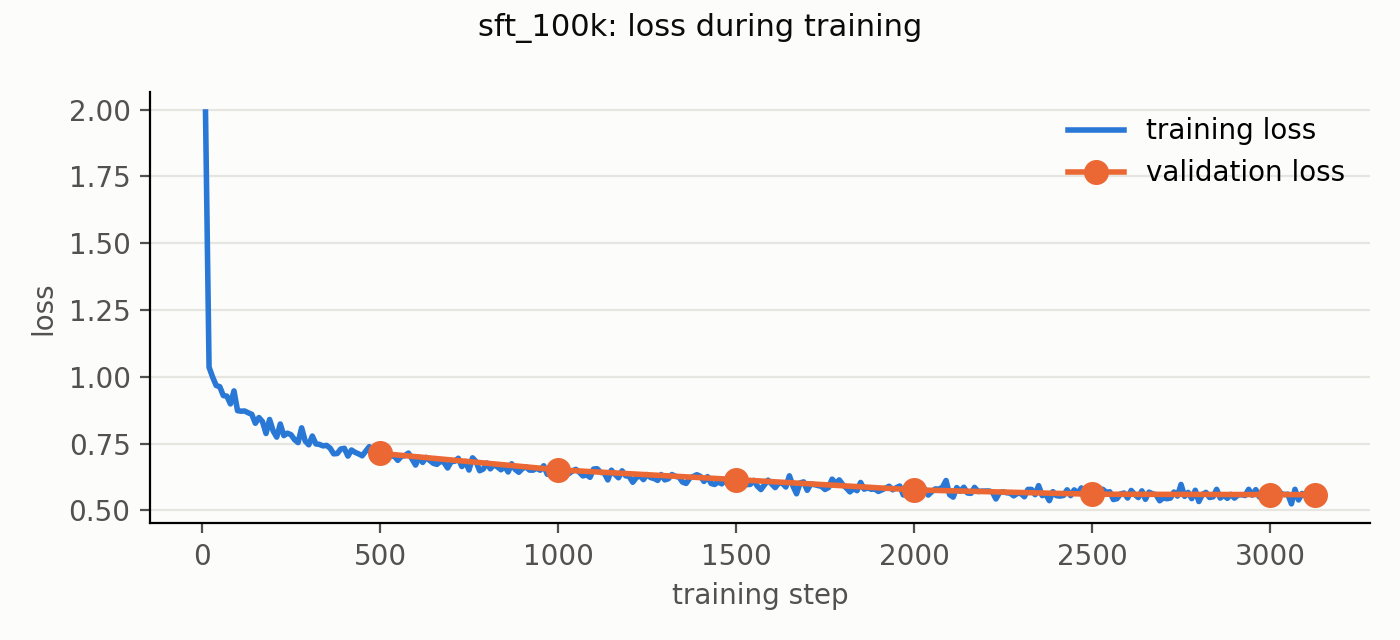 sft_100k: loss during training
2.00
1.75
1.50
1.25
1.00
0.75
0.50
loss
training loss
validation loss
0 500 1000 1500 2000 2500 3000
training step